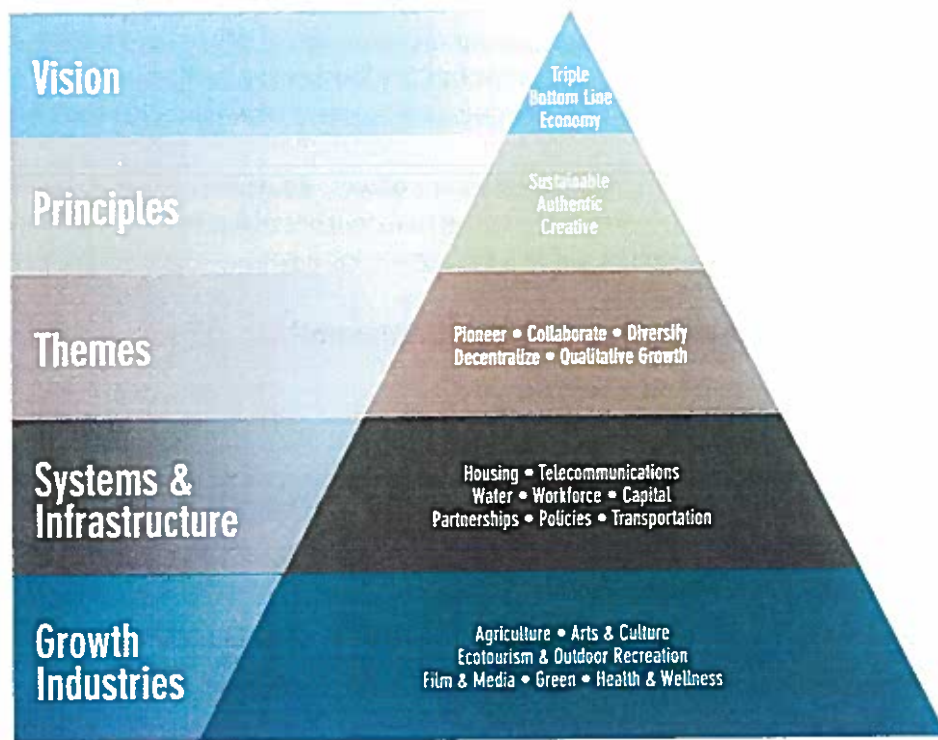 Vision
Triple
Bottom Line
Economy
Principles
Sustainable
Authentic
Creative
Themes
Pioneer • Collaborate • Diversify
Decentralize • Qualitative Growth
Systems &
Infrastructure
Housing • Telecommunications
Water • Workforce • Capital
Partnerships • Policies • Transportation
Growth
Industries
Agriculture • Arts & Culture
Ecotourism & Outdoor Recreation
Film & Media • Green • Health & Wellness